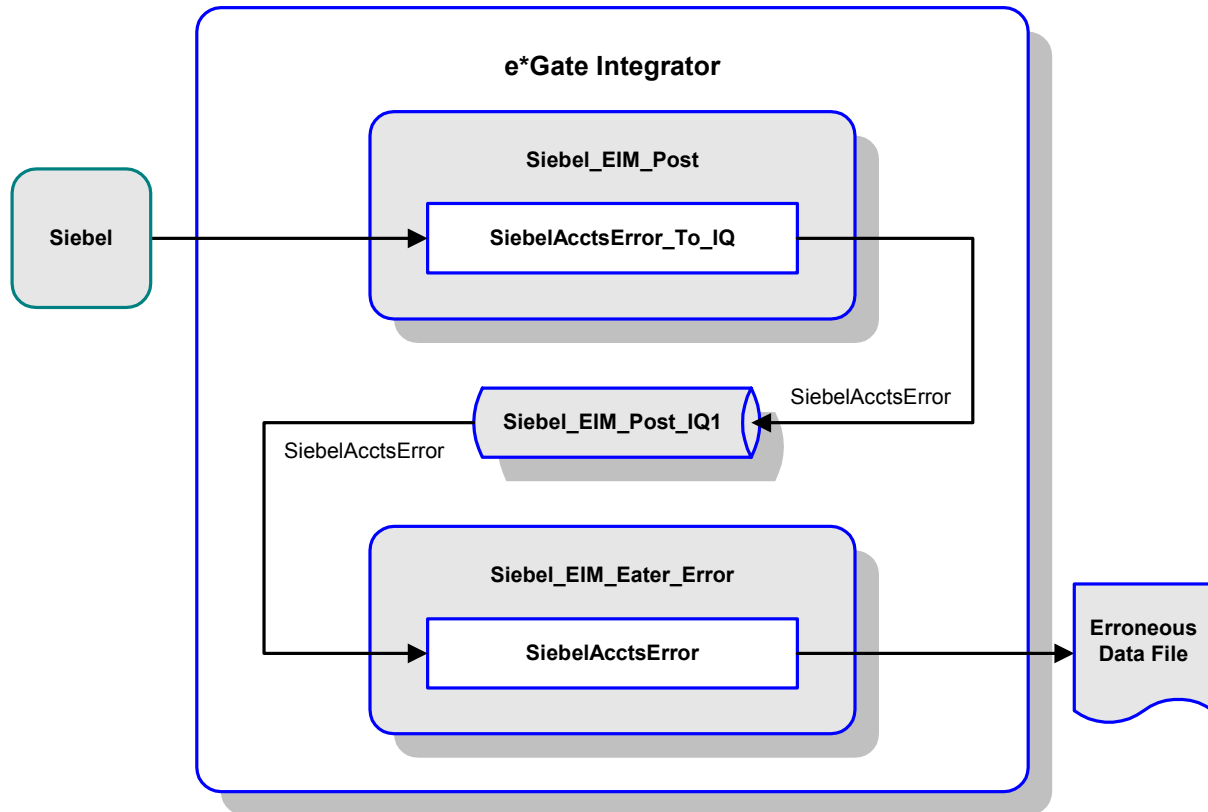 e*Gate Integrator
Siebel_EIM_Post
Siebel
SiebelAcctsError_To_IQ
SiebelAcctsError
Siebel_EIM_Post_IQ1
SiebelAcctsError
Siebel_EIM_Eater_Error
SiebelAcctsError
Erroneous
Data File